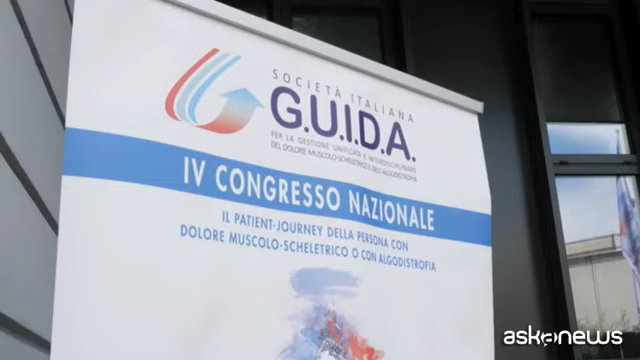 SOCIETÀ ITALIANA
G.U.I.D.A.
PER LA GESTIONE UNIFICATA E INTERDISCIPLINARE
DEL DOLORE MUSCOLO-SCHELETRICO E DELL'ALGODISTROFIA
IV CONGRESSO NAZIONALE
IL PATIENT-JOURNEY DELLA PERSONA CON
DOLORE MUSCOLO-SCHELETRICO O CON ALGODISTROFIA
askanews